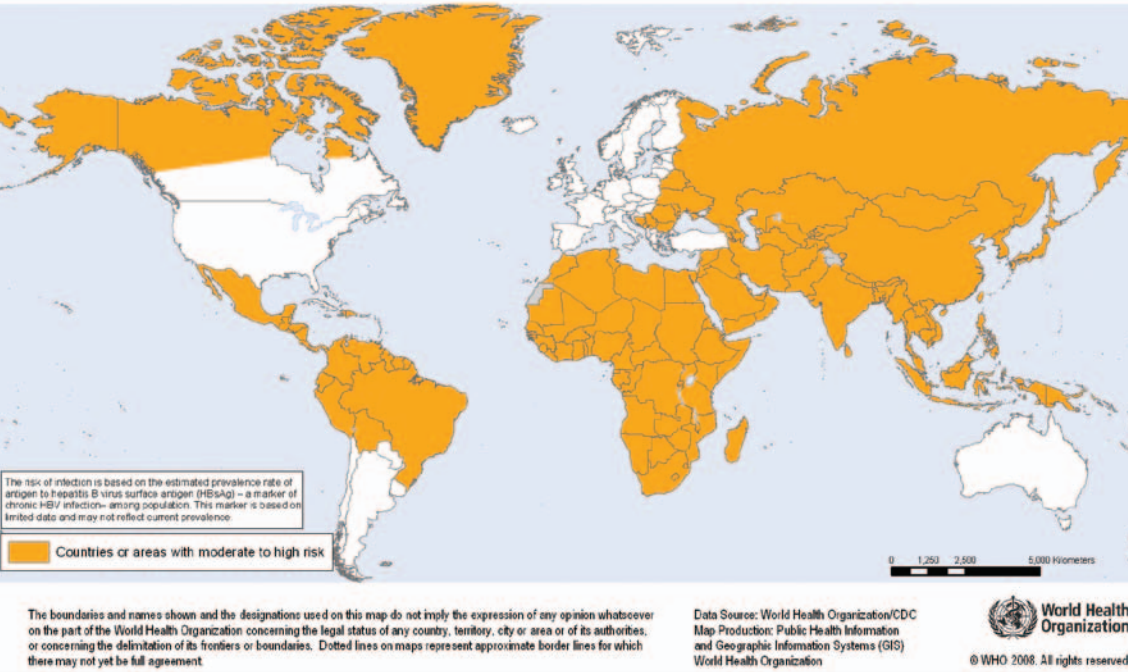 The risk of infection is based on the estimated prevalence rate of
antigen to hepatitis B virus surface antigen (HBsAg) – a marker of
chronic HBV infection– among population. This marker is based on
limited data and may not reflect current prevalence
Countries or areas with moderate to high risk
0 1,250 2,500 5,000 Kilometers
The boundaries and names shown and the designations used on this map do not imply the expression of any opinion whatsoever
on the part of the World Health Organization concerning the legal status of any country, territory, city or area or of its authorities,
or concerning the delimitation of its frontiers or boundaries. Dotted lines on maps represent approximate border lines for which
there may not yet be full agreement.
Data Source: World Health Organization/CDC
Map Production: Public Health Information
and Geographic Information Systems (GIS)
World Health Organization
World Health
Organization
© WHO 2008. All rights reserved